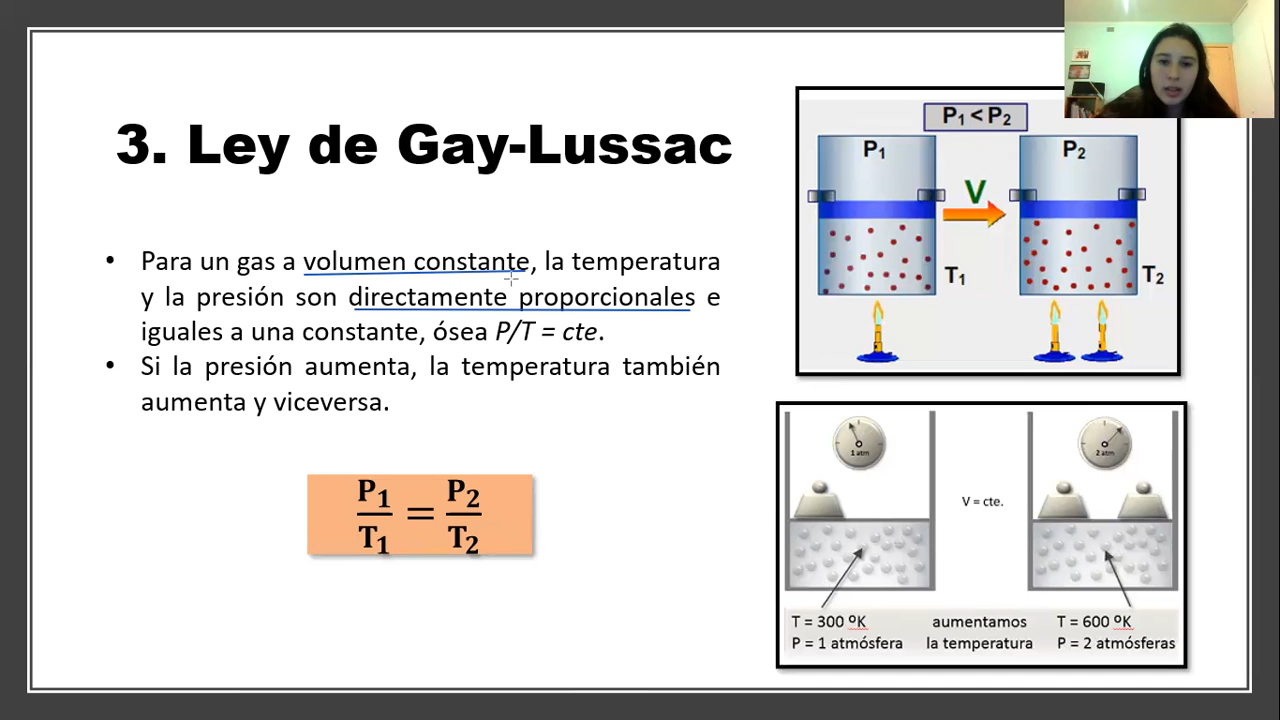 3. Ley de Gay-Lussac
• Para un gas a volumen constante, la temperatura
y la presión son directamente proporcionales e
iguales a una constante, ósea P/T = cte.
• Si la presión aumenta, la temperatura también
aumenta y viceversa.
P₁/T₁ = P₂/T₂
P₁ < P₂
P₁
V
P₂
T₁
T₂
1 atm
2 atm
V = cte.
T = 300 ºK aumentamos T = 600 ºK
P = 1 atmósfera la temperatura P = 2 atmósferas